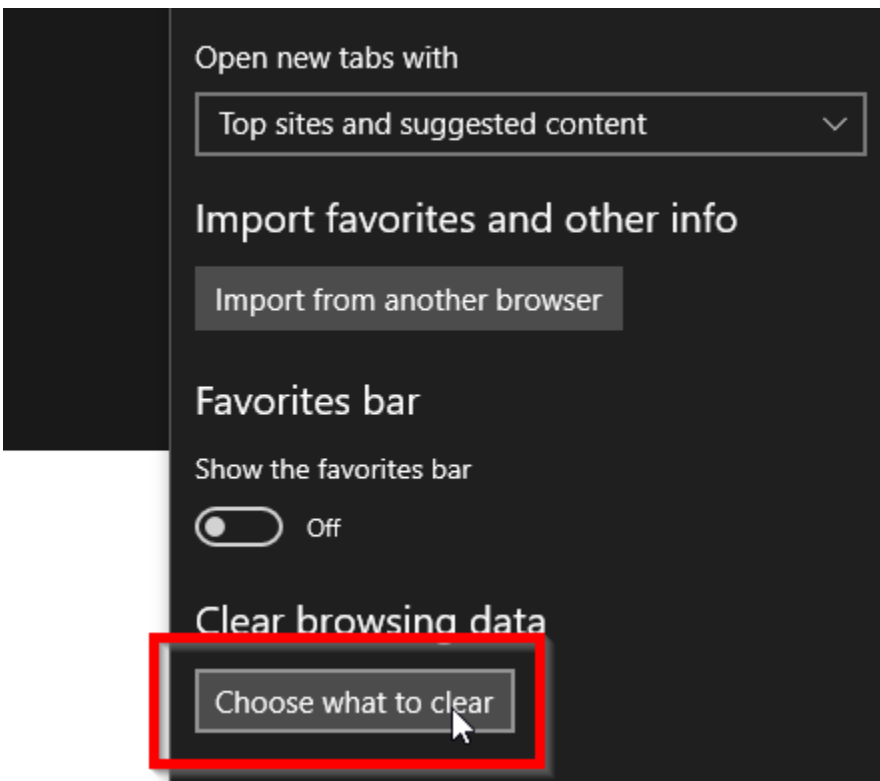 Open new tabs with
Top sites and suggested content
Import favorites and other info
Import from another browser
Favorites bar
Show the favorites bar
Off
Clear browsing data
Choose what to clear